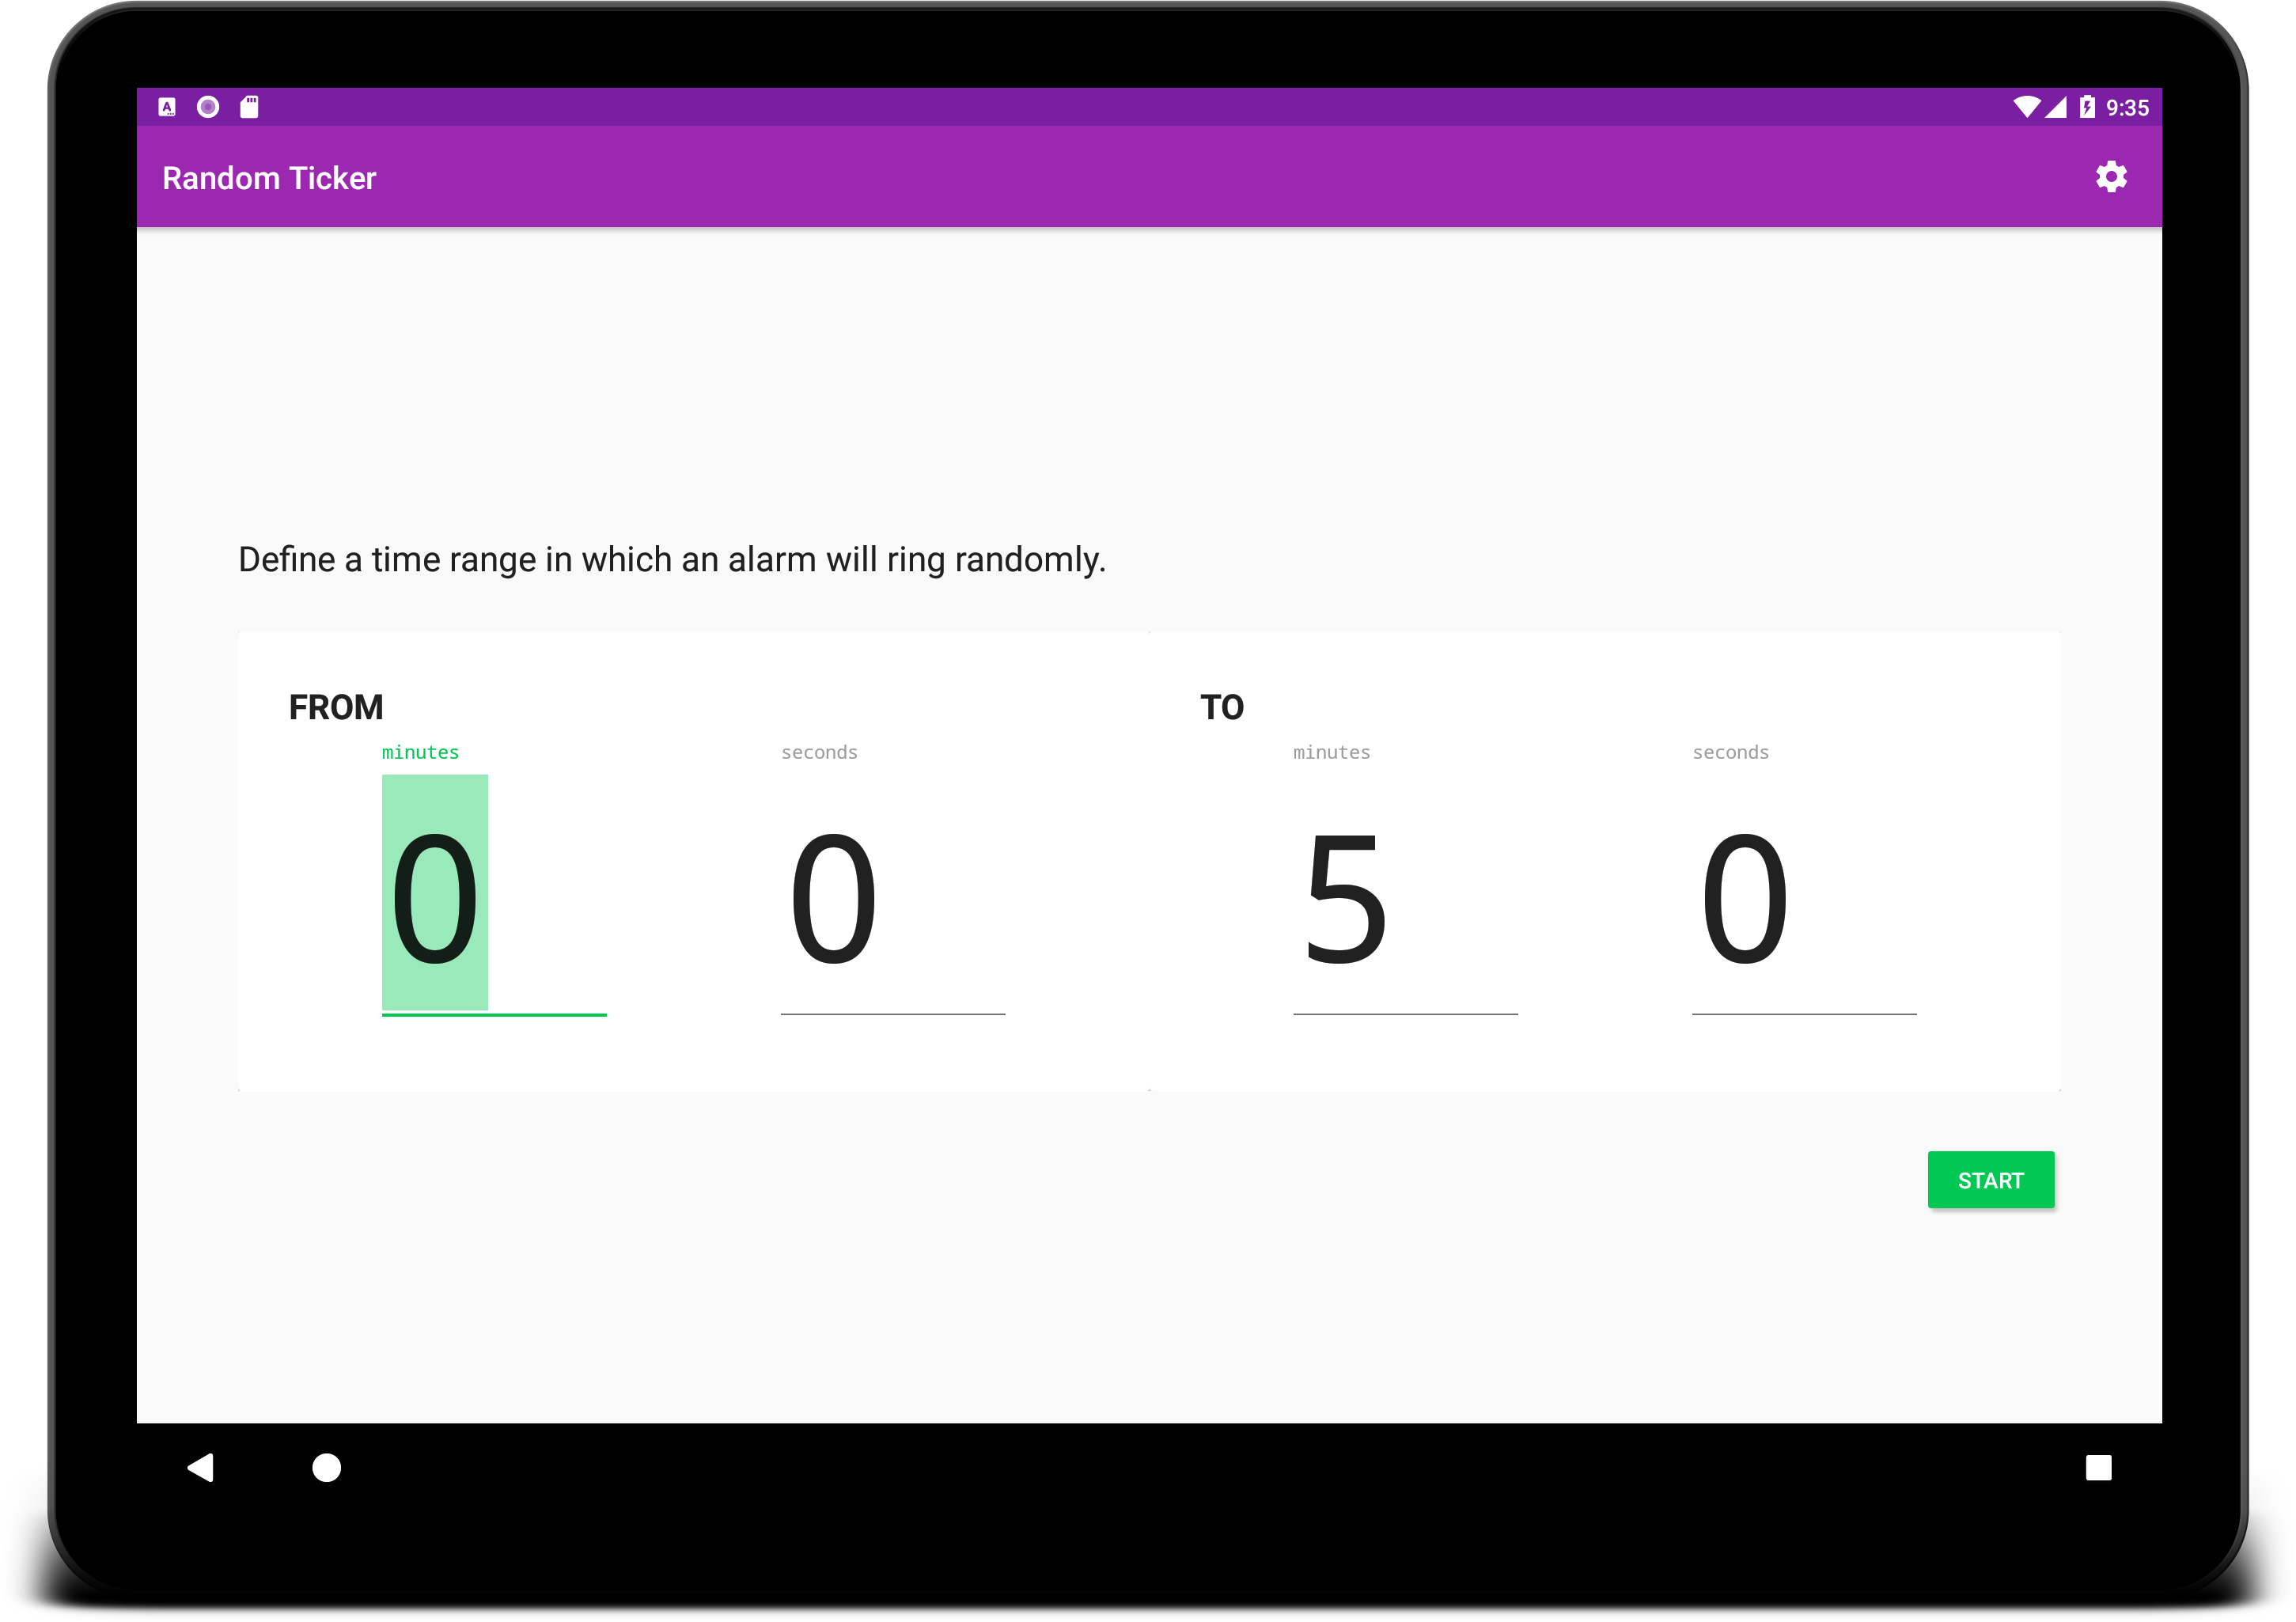 9:35
Random Ticker
Define a time range in which an alarm will ring randomly.
FROM
minutes
seconds
0
0
TO
minutes
seconds
5
0
START